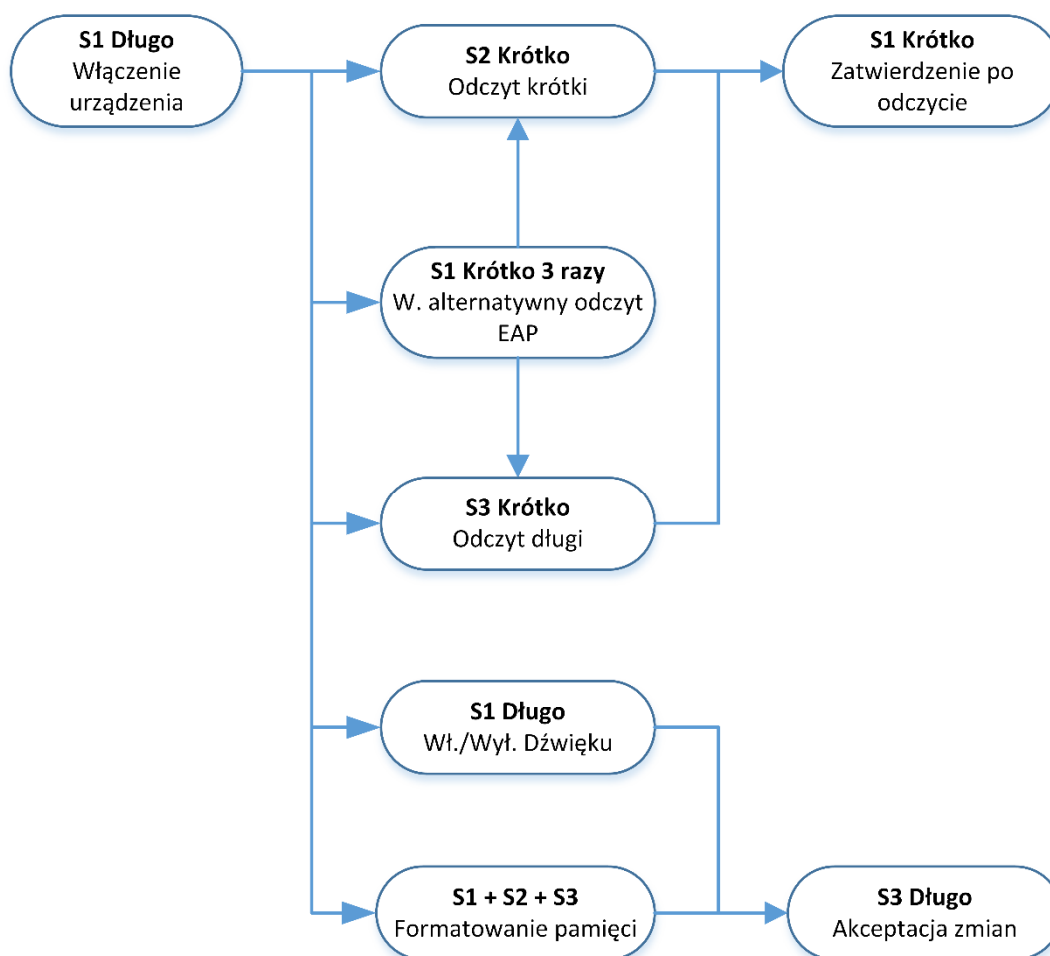 S1 Długo
Włączenie
urządzenia
S2 Krótko
Odczyt krótki
S1 Krótko
Zatwierdzenie po
odczycie
S1 Krótko 3 razy
W. alternatywny odczyt
EAP
S3 Krótko
Odczyt długi
S1 Długo
Wł./Wył. Dźwięku
S1 + S2 + S3
Formatowanie pamięci
S3 Długo
Akceptacja zmian